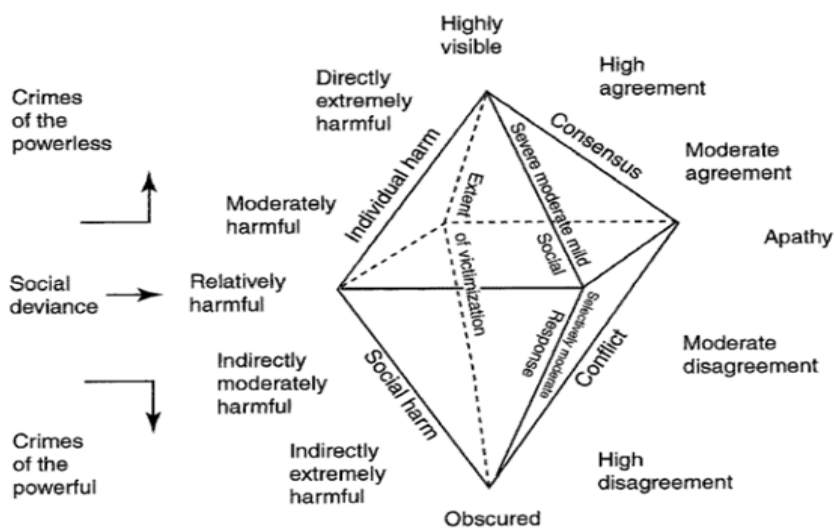 Highly
visible
High
agreement
Directly
extremely
harmful
Crimes
of the
powerless
Individual harm
Severe moderate mild
Consensus
Moderate
agreement
Extent
of victimization
Moderately
harmful
Social
Response
Apathy
Social
deviance
Relatively
harmful
Selectively moderate
Conflict
Moderate
disagreement
Indirectly
moderately
harmful
Social harm
Crimes
of the
powerful
Indirectly
extremely
harmful
High
disagreement
Obscured